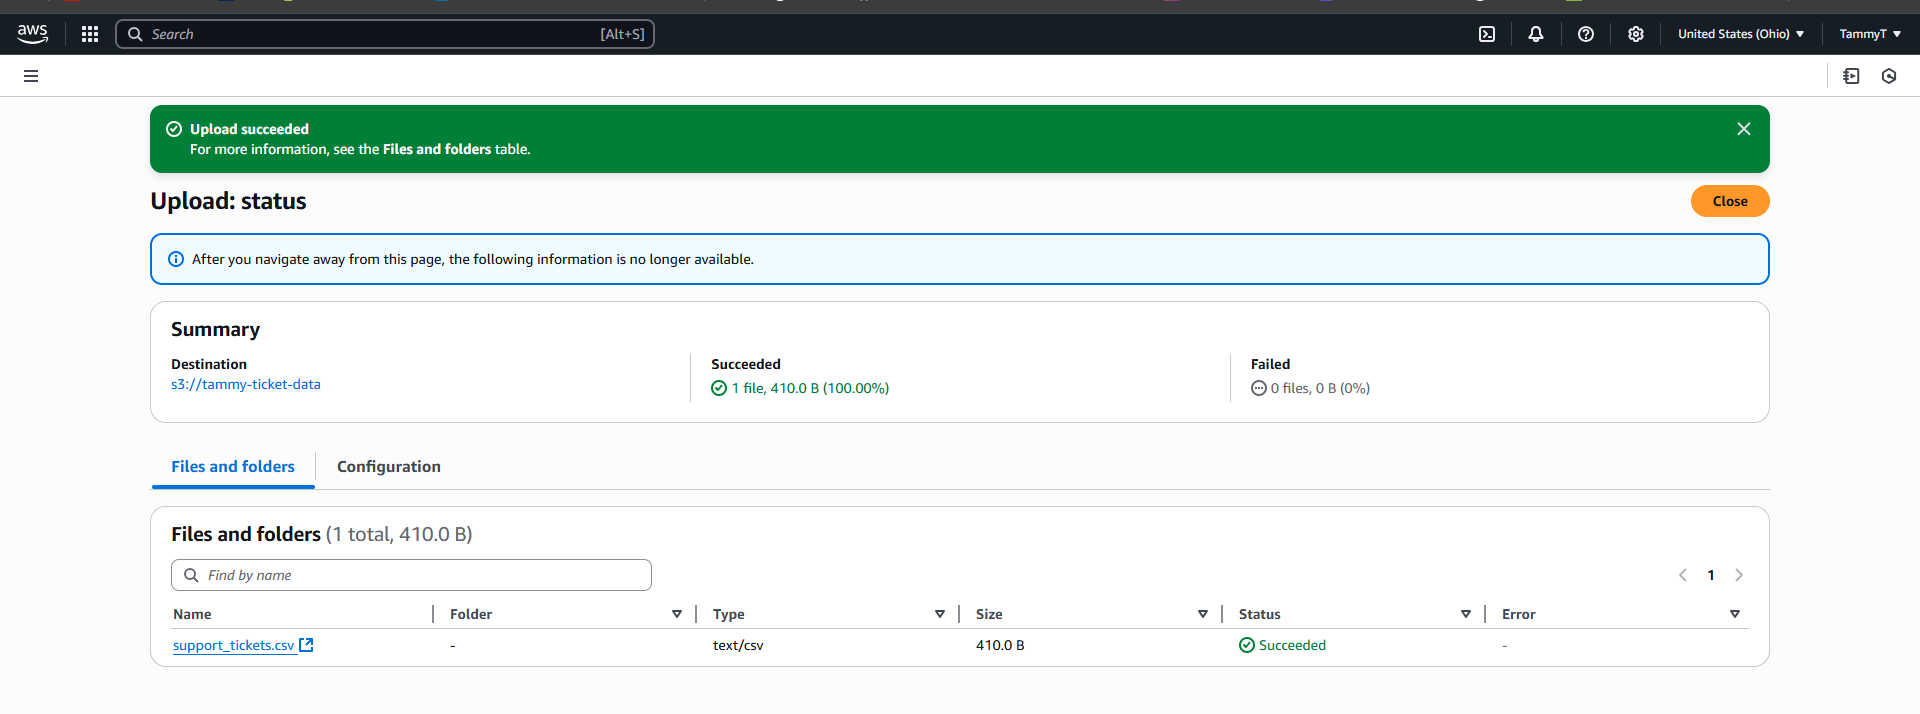 aws
Search [Alt+S]
United States (Ohio)
TammyT
Upload succeeded
For more information, see the Files and folders table.
Upload: status
Close
After you navigate away from this page, the following information is no longer available.
Summary
Destination
s3://tammy-ticket-data
Succeeded
1 file, 410.0 B (100.00%)
Failed
0 files, 0 B (0%)
Files and folders
Configuration
Files and folders (1 total, 410.0 B)
Find by name
1
Name Folder Type Size Status Error
support_tickets.csv - text/csv 410.0 B Succeeded -